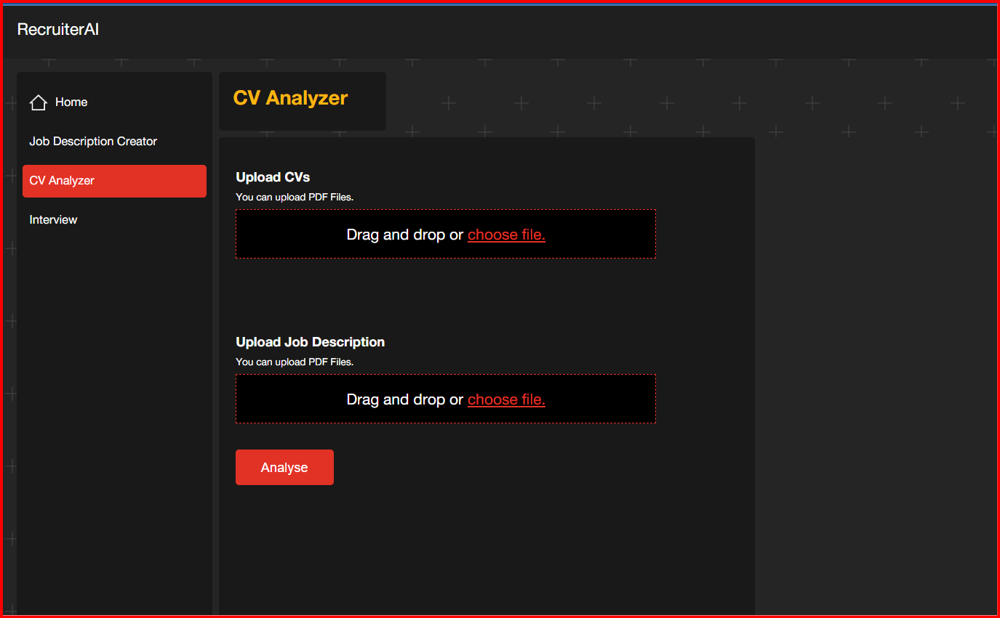 RecruiterAI
Home
Job Description Creator
CV Analyzer
Interview
CV Analyzer
Upload CVs
You can upload PDF Files.
Drag and drop or choose file.
Upload Job Description
You can upload PDF Files.
Drag and drop or choose file.
Analyse